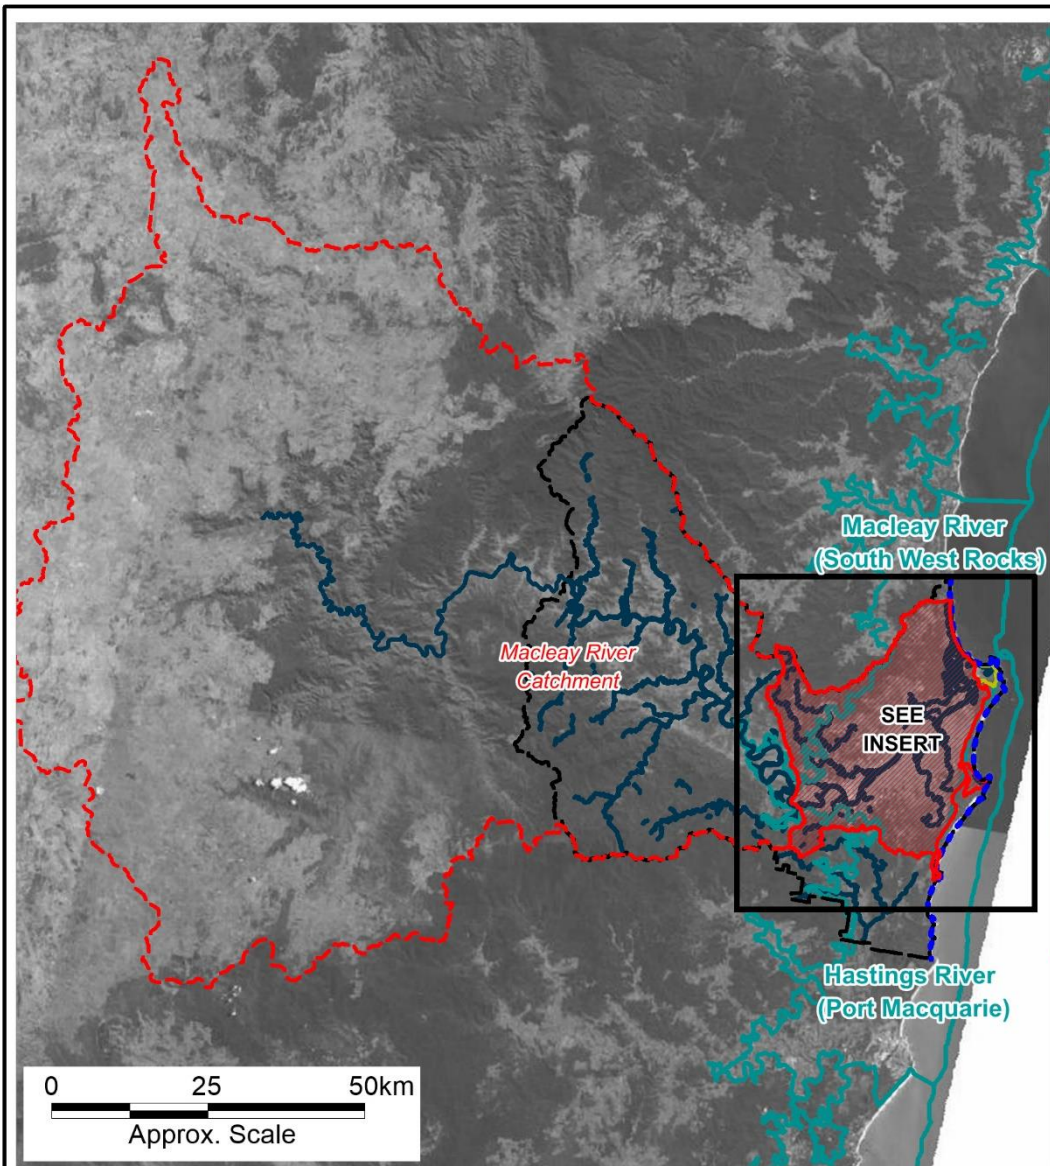 Macleay River
(South West Rocks)
Macleay River
Catchment
SEE
INSERT
Hastings River
(Port Macquarie)
0 25 50km
Approx. Scale